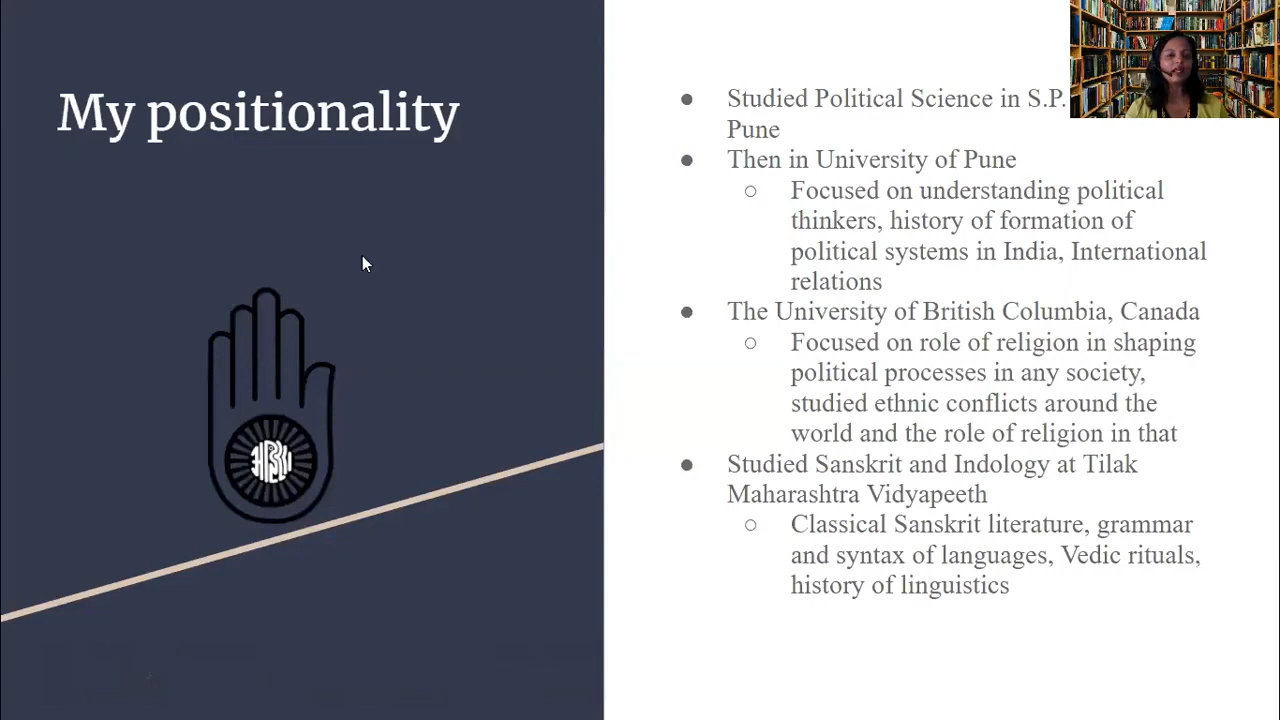 My positionality
● Studied Political Science in S.P.
Pune
● Then in University of Pune
○ Focused on understanding political
thinkers, history of formation of
political systems in India, International
relations
● The University of British Columbia, Canada
○ Focused on role of religion in shaping
political processes in any society,
studied ethnic conflicts around the
world and the role of religion in that
● Studied Sanskrit and Indology at Tilak
Maharashtra Vidyapeeth
○ Classical Sanskrit literature, grammar
and syntax of languages, Vedic rituals,
history of linguistics